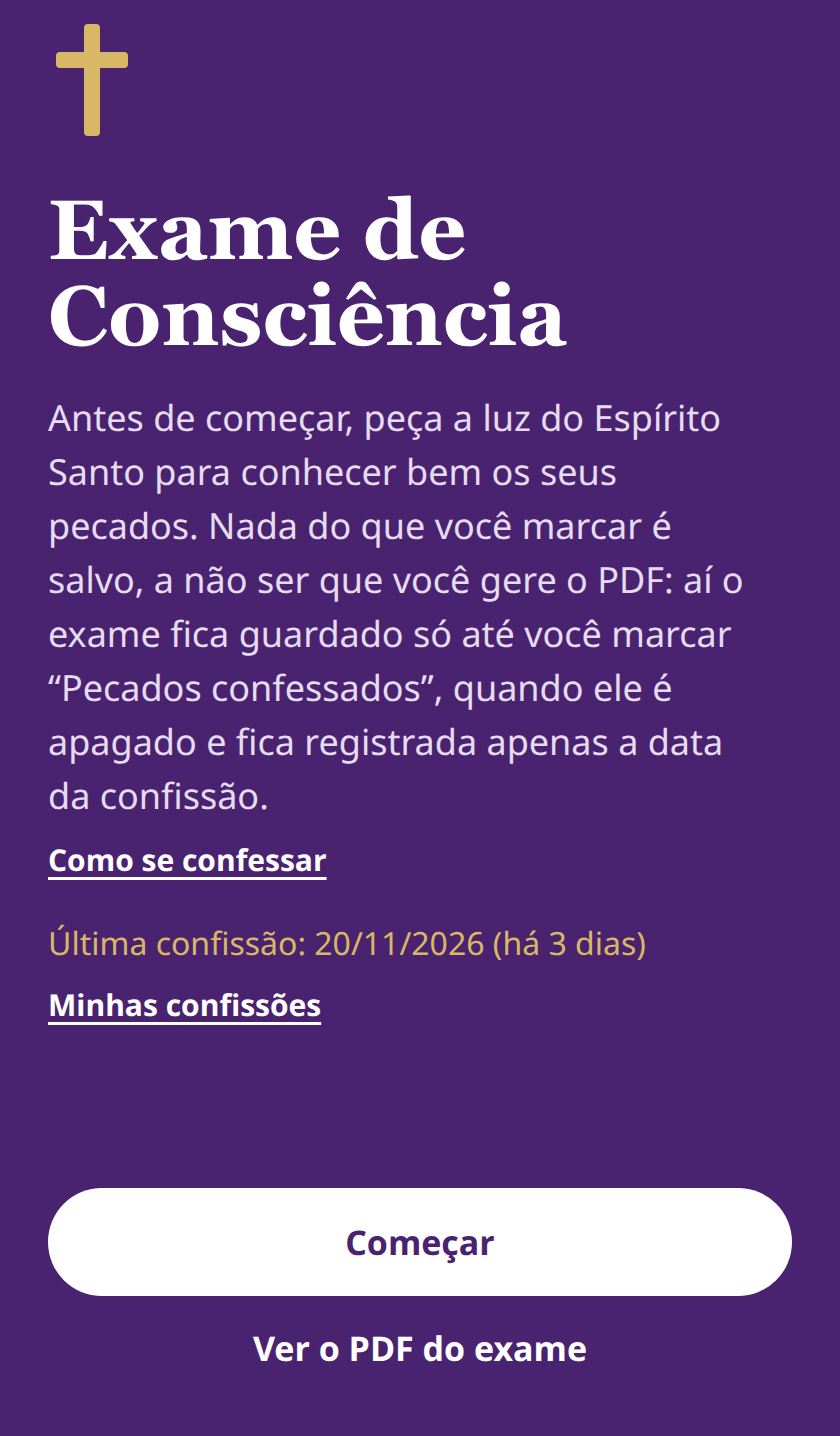 Exame de
Consciência
Antes de começar, peça a luz do Espírito
Santo para conhecer bem os seus
pecados. Nada do que você marcar é
salvo, a não ser que você gere o PDF: aí o
exame fica guardado só até você marcar
“Pecados confessados”, quando ele é
apagado e fica registrada apenas a data
da confissão.
Como se confessar
Última confissão: 20/11/2026 (há 3 dias)
Minhas confissões
Começar
Ver o PDF do exame